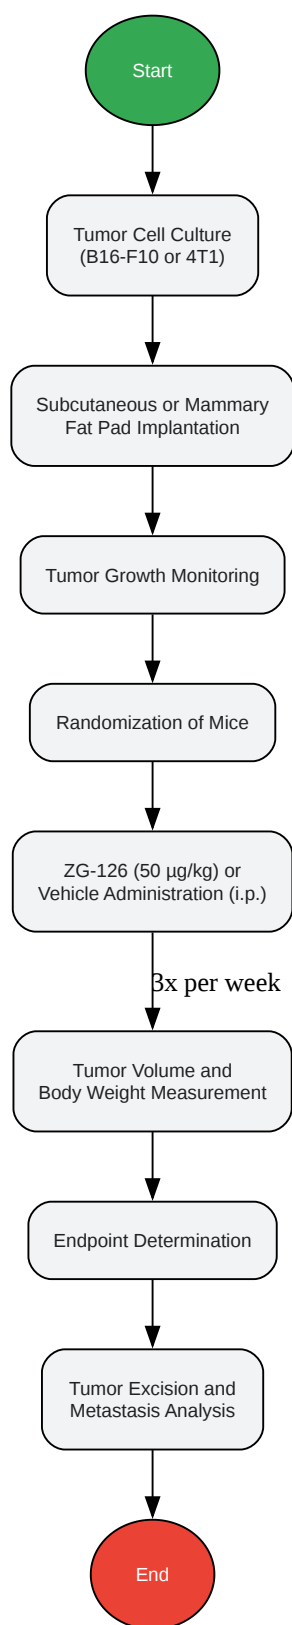 Start
Tumor Cell Culture
(B16-F10 or 4T1)
Subcutaneous or Mammary
Fat Pad Implantation
Tumor Growth Monitoring
Randomization of Mice
ZG-126 (50 µg/kg) or
Vehicle Administration (i.p.)
3x per week
Tumor Volume and
Body Weight Measurement
Endpoint Determination
Tumor Excision and
Metastasis Analysis
End